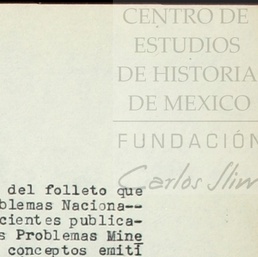 CENTRO DE
ESTUDIOS
DE HISTORIA
DE MEXICO
FUNDACIÓN
Carlos Slim
del folleto que
blemas Naciona--
cientes publica-
s Problemas Mine
conceptos emiti